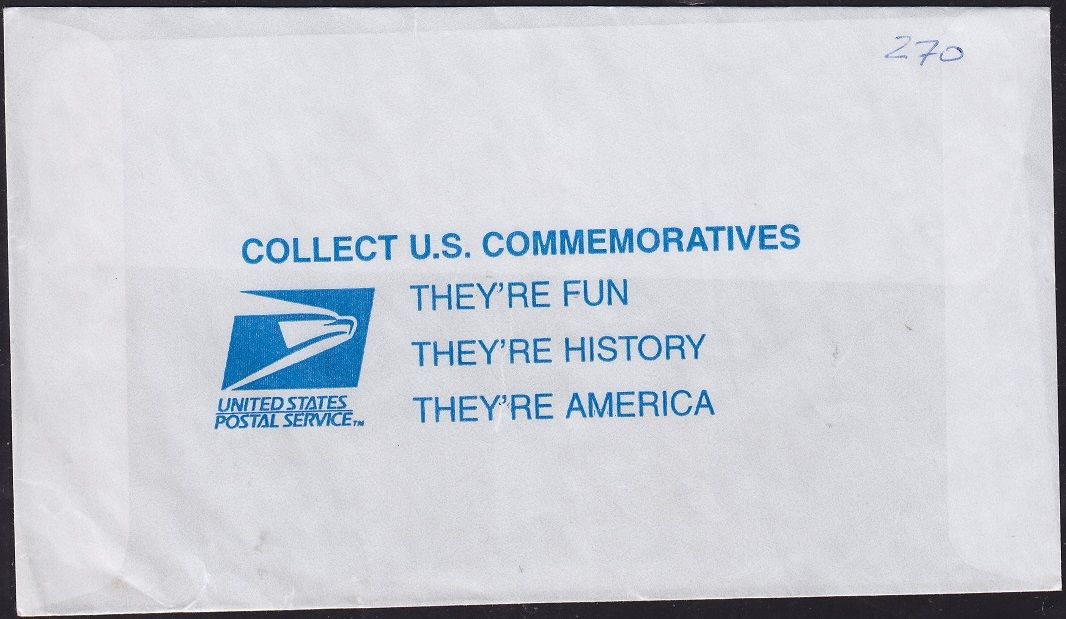 270
COLLECT U.S. COMMEMORATIVES
THEY'RE FUN
THEY'RE HISTORY
THEY'RE AMERICA
UNITED STATES
POSTAL SERVICE™